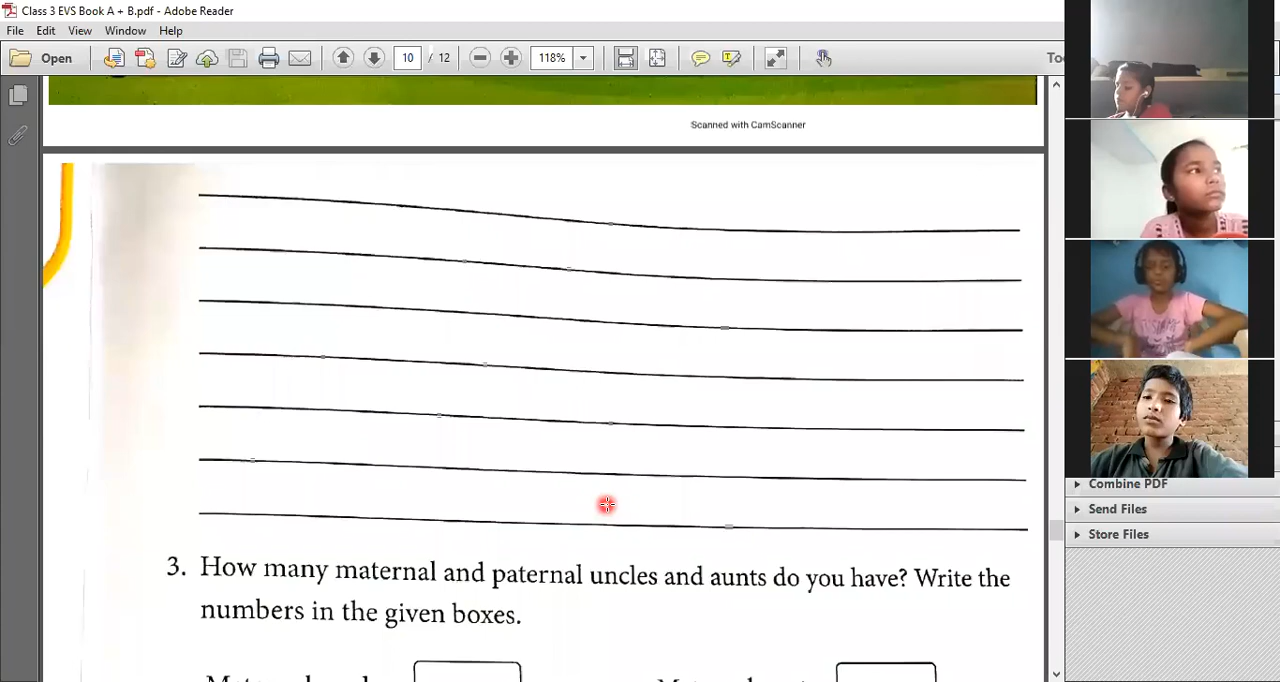 Class 3 EVS Book A + B.pdf - Adobe Reader
File Edit View Window Help
Open 10 / 12 118%
Scanned with CamScanner
3. How many maternal and paternal uncles and aunts do you have? Write the
numbers in the given boxes.
Combine PDF
Send Files
Store Files